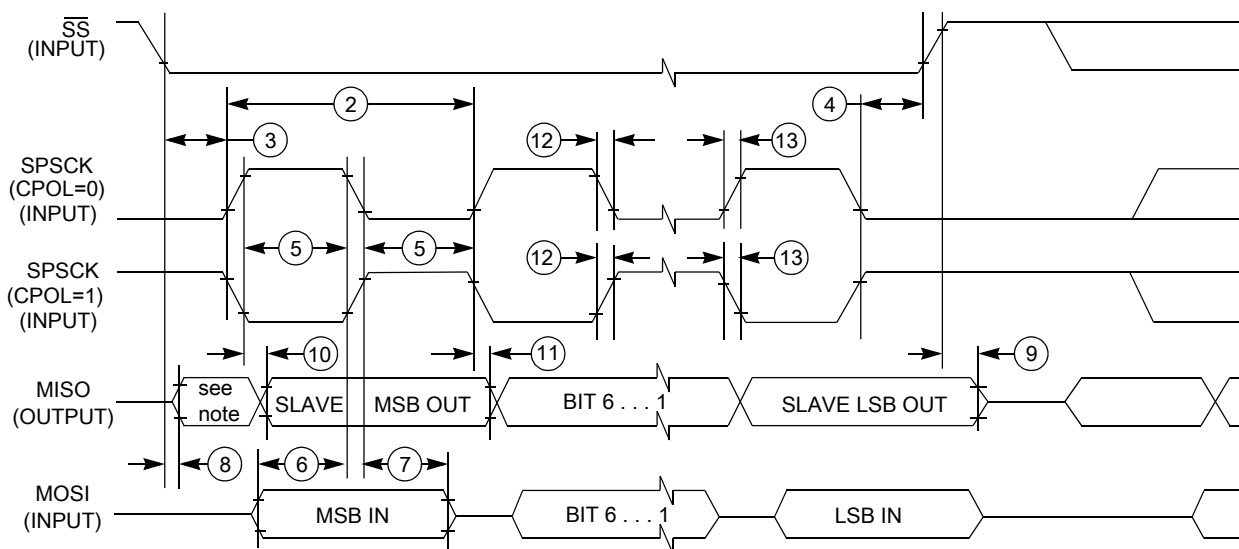 SS
(INPUT)
2
4
3
12
13
SPSCK
(CPOL=0)
(INPUT)
5
5
12
13
SPSCK
(CPOL=1)
(INPUT)
10
11
9
MISO
(OUTPUT)
see
note
SLAVE
MSB OUT
BIT 6 . . . 1
SLAVE LSB OUT
8
6
7
MOSI
(INPUT)
MSB IN
BIT 6 . . . 1
LSB IN